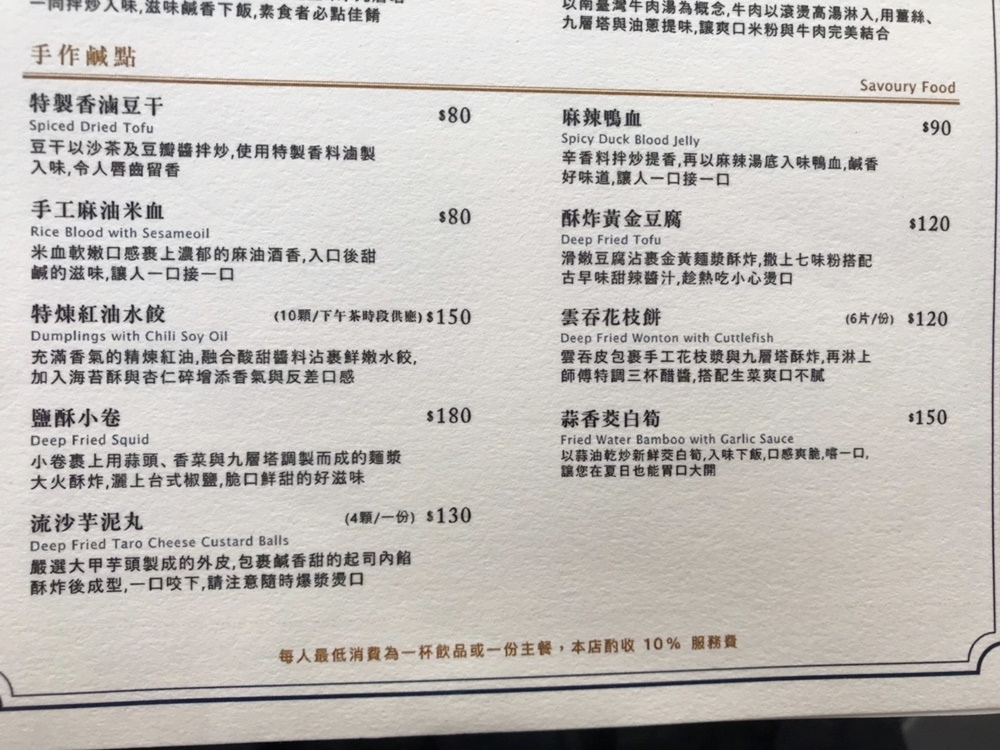 一同拌炒入味,滋味鹹香下飯,素食者必點佳餚
以南臺灣牛肉湯為概念,牛肉以滾燙高湯淋入,用薑絲、
九層塔與油蔥提味,讓爽口米粉與牛肉完美結合
手作鹹點
Savoury Food
特製香滷豆干 $80
Spiced Dried Tofu
豆干以沙茶及豆瓣醬拌炒,使用特製香料滷製
入味,令人唇齒留香
手工麻油米血 $80
Rice Blood with Sesameoil
米血軟嫩口感裹上濃郁的麻油酒香,入口後甜
鹹的滋味,讓人一口接一口
特煉紅油水餃 (10顆/下午茶時段供應) $150
Dumplings with Chili Soy Oil
充滿香氣的精煉紅油,融合酸甜醬料沾裹鮮嫩水餃,
加入海苔酥與杏仁碎增添香氣與反差口感
鹽酥小卷 $180
Deep Fried Squid
小卷裹上用蒜頭、香菜與九層塔調製而成的麵漿
大火酥炸,灑上台式椒鹽,脆口鮮甜的好滋味
流沙芋泥丸 (4顆/一份) $130
Deep Fried Taro Cheese Custard Balls
嚴選大甲芋頭製成的外皮,包裹鹹香甜的起司內餡
酥炸後成型,一口咬下,請注意隨時爆漿燙口
麻辣鴨血 $90
Spicy Duck Blood Jelly
辛香料拌炒提香,再以麻辣湯底入味鴨血,鹹香
好味道,讓人一口接一口
酥炸黃金豆腐 $120
Deep Fried Tofu
滑嫩豆腐沾裹金黃麵漿酥炸,撒上七味粉搭配
古早味甜辣醬汁,趁熱吃小心燙口
雲吞花枝餅 (6片/份) $120
Deep Fried Wonton with Cuttlefish
雲吞皮包裹手工花枝漿與九層塔酥炸,再淋上
師傅特調三杯醋醬,搭配生菜爽口不膩
蒜香茭白筍 $150
Fried Water Bamboo with Garlic Sauce
以蒜油乾炒新鮮茭白筍,入味下飯,口感爽脆,嚐一口,
讓您在夏日也能胃口大開
每人最低消費為一杯飲品或一份主餐，本店酌收 10% 服務費